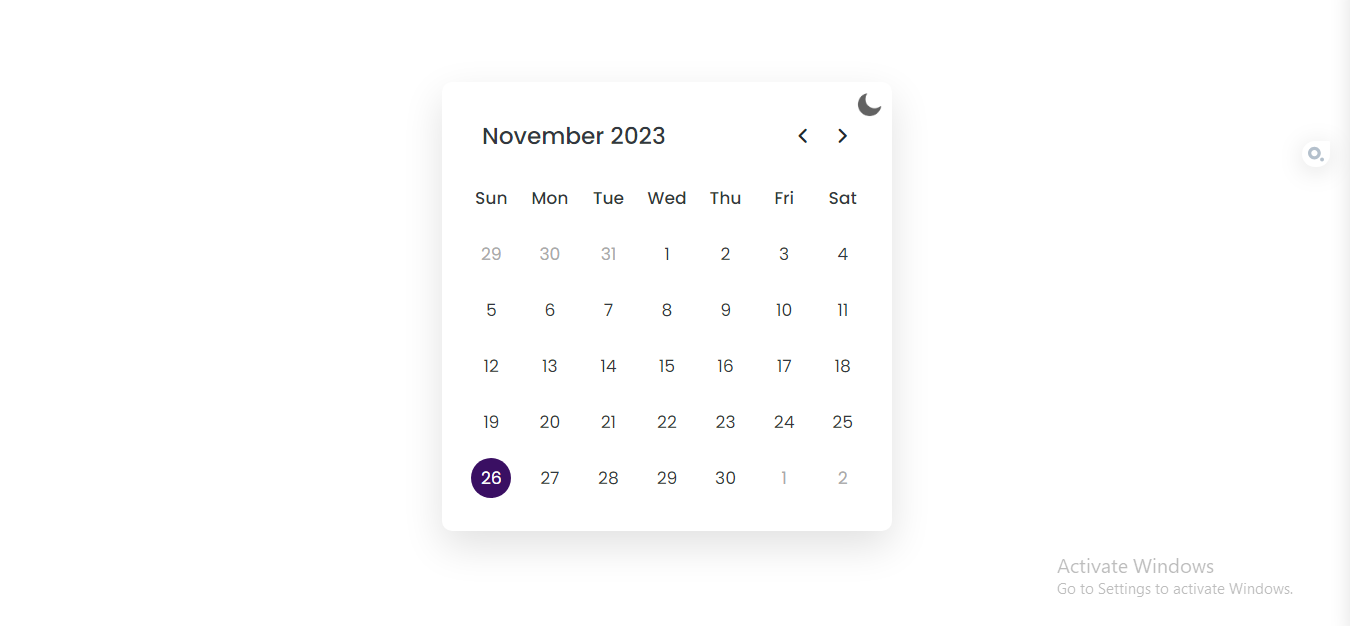 November 2023
Sun Mon Tue Wed Thu Fri Sat
29 30 31 1 2 3 4
5 6 7 8 9 10 11
12 13 14 15 16 17 18
19 20 21 22 23 24 25
26 27 28 29 30 1 2
Activate Windows
Go to Settings to activate Windows.